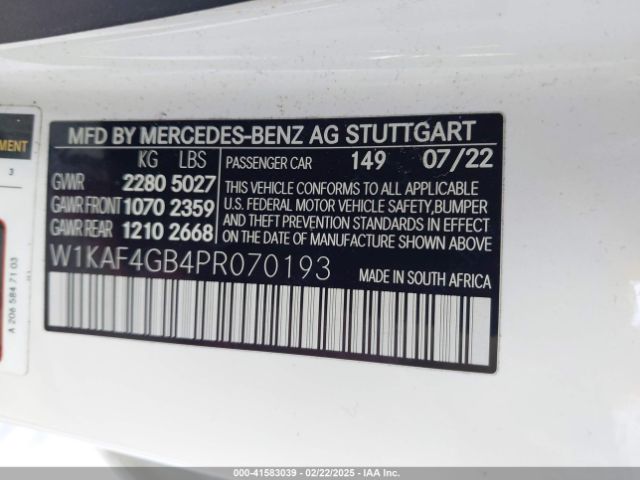 MFD BY MERCEDES-BENZ AG STUTTGART
KG LBS
GVWR 2280 5027
GAWR FRONT 1070 2359
GAWR REAR 1210 2668
PASSENGER CAR 149 07/22
THIS VEHICLE CONFORMS TO ALL APPLICABLE
U.S. FEDERAL MOTOR VEHICLE SAFETY,BUMPER
AND THEFT PREVENTION STANDARDS IN EFFECT
ON THE DATE OF MANUFACTURE SHOWN ABOVE
W1KAF4GB4PR070193
MADE IN SOUTH AFRICA
MENT
3
A 206 584 71 03
000-41583039 | 02/22/2025 | IAA Inc. |